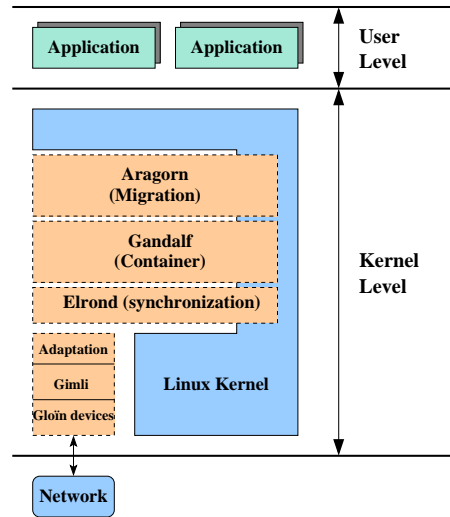 Application
Application
User
Level
Aragorn
(Migration)
Gandalf
(Container)
Elrond (synchronization)
Kernel
Level
Adaptation
Gimli
Gloïn devices
Linux Kernel
Network